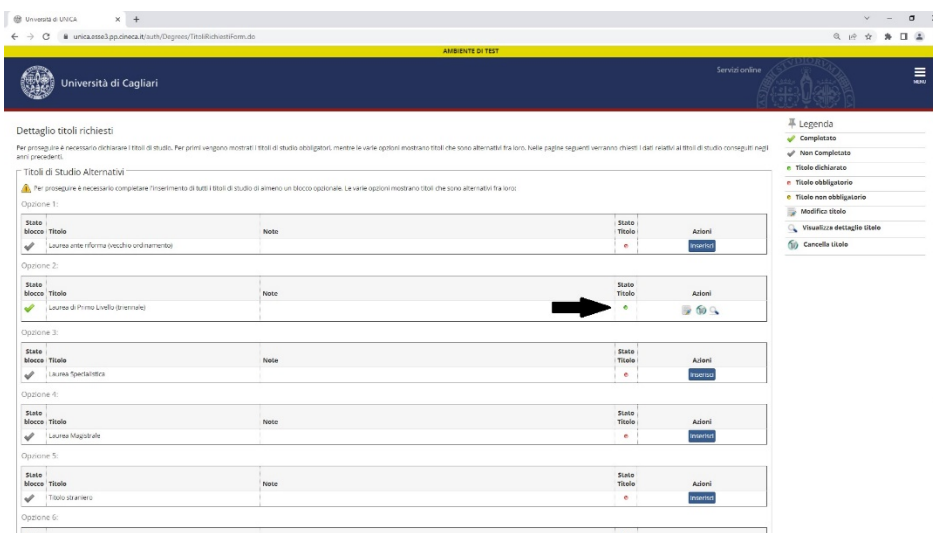 Università di UNICA
unica.esse3.pp.cineca.it/auth/Degrees/TitoliRichiestiForm.do
AMBIENTE DI TEST
Università di Cagliari
Servizi online
MENU
Dettaglio titoli richiesti
Per proseguire è necessario dichiarare i titoli di studio. Per primi vengono mostrati i titoli di studio obbligatori, mentre le varie opzioni mostrano titoli che sono alternativi fra loro. Nelle pagine seguenti verranno chiesti i dati relativi ai titoli di studio conseguiti negli
anni precedenti.
Titoli di Studio Alternativi
Per proseguire è necessario completare l'inserimento di tutti i titoli di studio di almeno un blocco opzionale. Le varie opzioni mostrano titoli che sono alternativi fra loro:
Opzione 1:
Stato blocco Titolo Note Stato Titolo Azioni
Laurea ante riforma (vecchio ordinamento) Inserisci
Opzione 2:
Stato blocco Titolo Note Stato Titolo Azioni
Laurea di Primo Livello (triennale)
Opzione 3:
Stato blocco Titolo Note Stato Titolo Azioni
Laurea Specialistica Inserisci
Opzione 4:
Stato blocco Titolo Note Stato Titolo Azioni
Laurea Magistrale Inserisci
Opzione 5:
Stato blocco Titolo Note Stato Titolo Azioni
Titolo straniero Inserisci
Opzione 6:
Legenda
Completato
Non Completato
Titolo dichiarato
Titolo obbligatorio
Titolo non obbligatorio
Modifica titolo
Visualizza dettaglio titolo
Cancella titolo